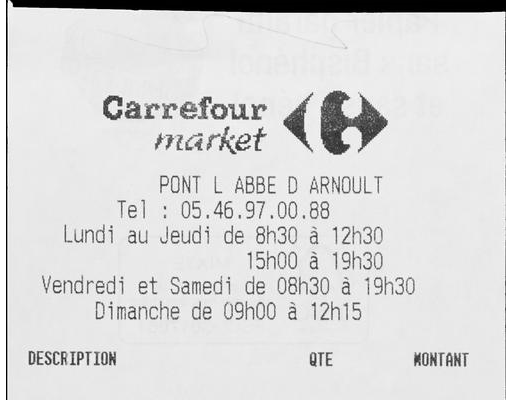 Carrefour
market
PONT L ABBE D ARNOULT
Tel : 05.46.97.00.88
Lundi au Jeudi de 8h30 à 12h30
15h00 à 19h30
Vendredi et Samedi de 08h30 à 19h30
Dimanche de 09h00 à 12h15
DESCRIPTION QTE MONTANT